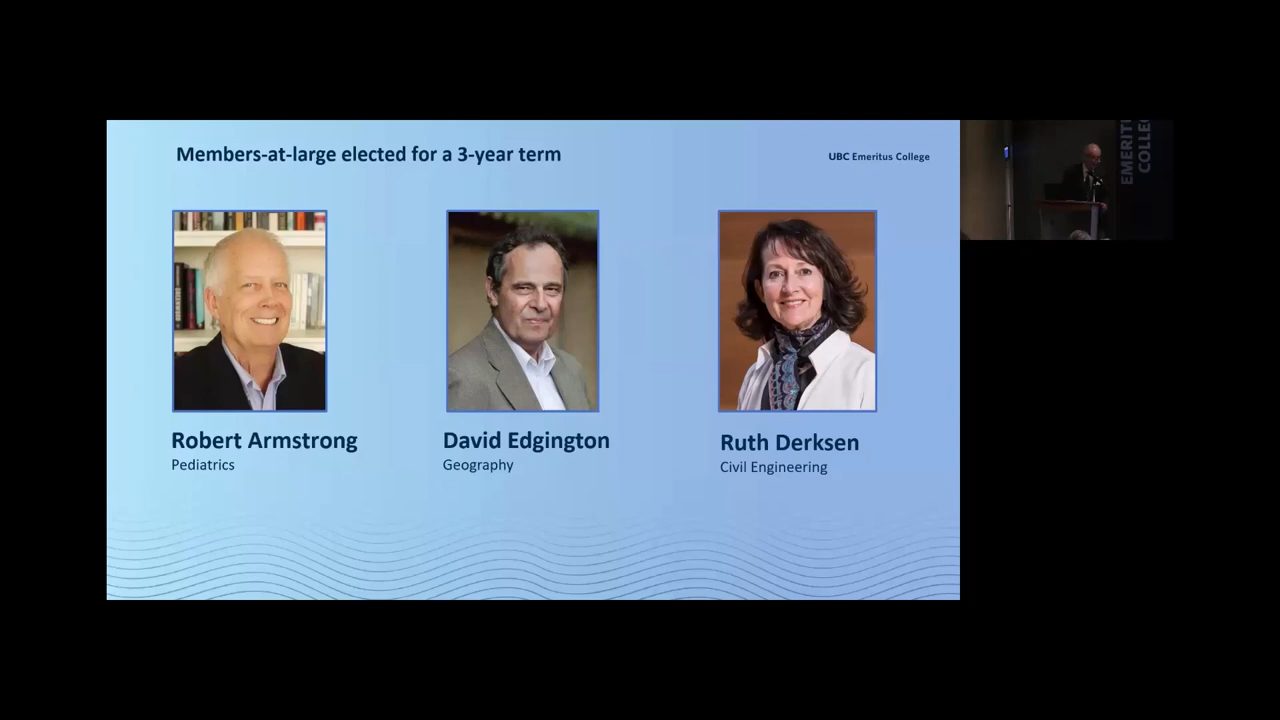 Members-at-large elected for a 3-year term
UBC Emeritus College
Robert Armstrong
Pediatrics
David Edgington
Geography
Ruth Derksen
Civil Engineering